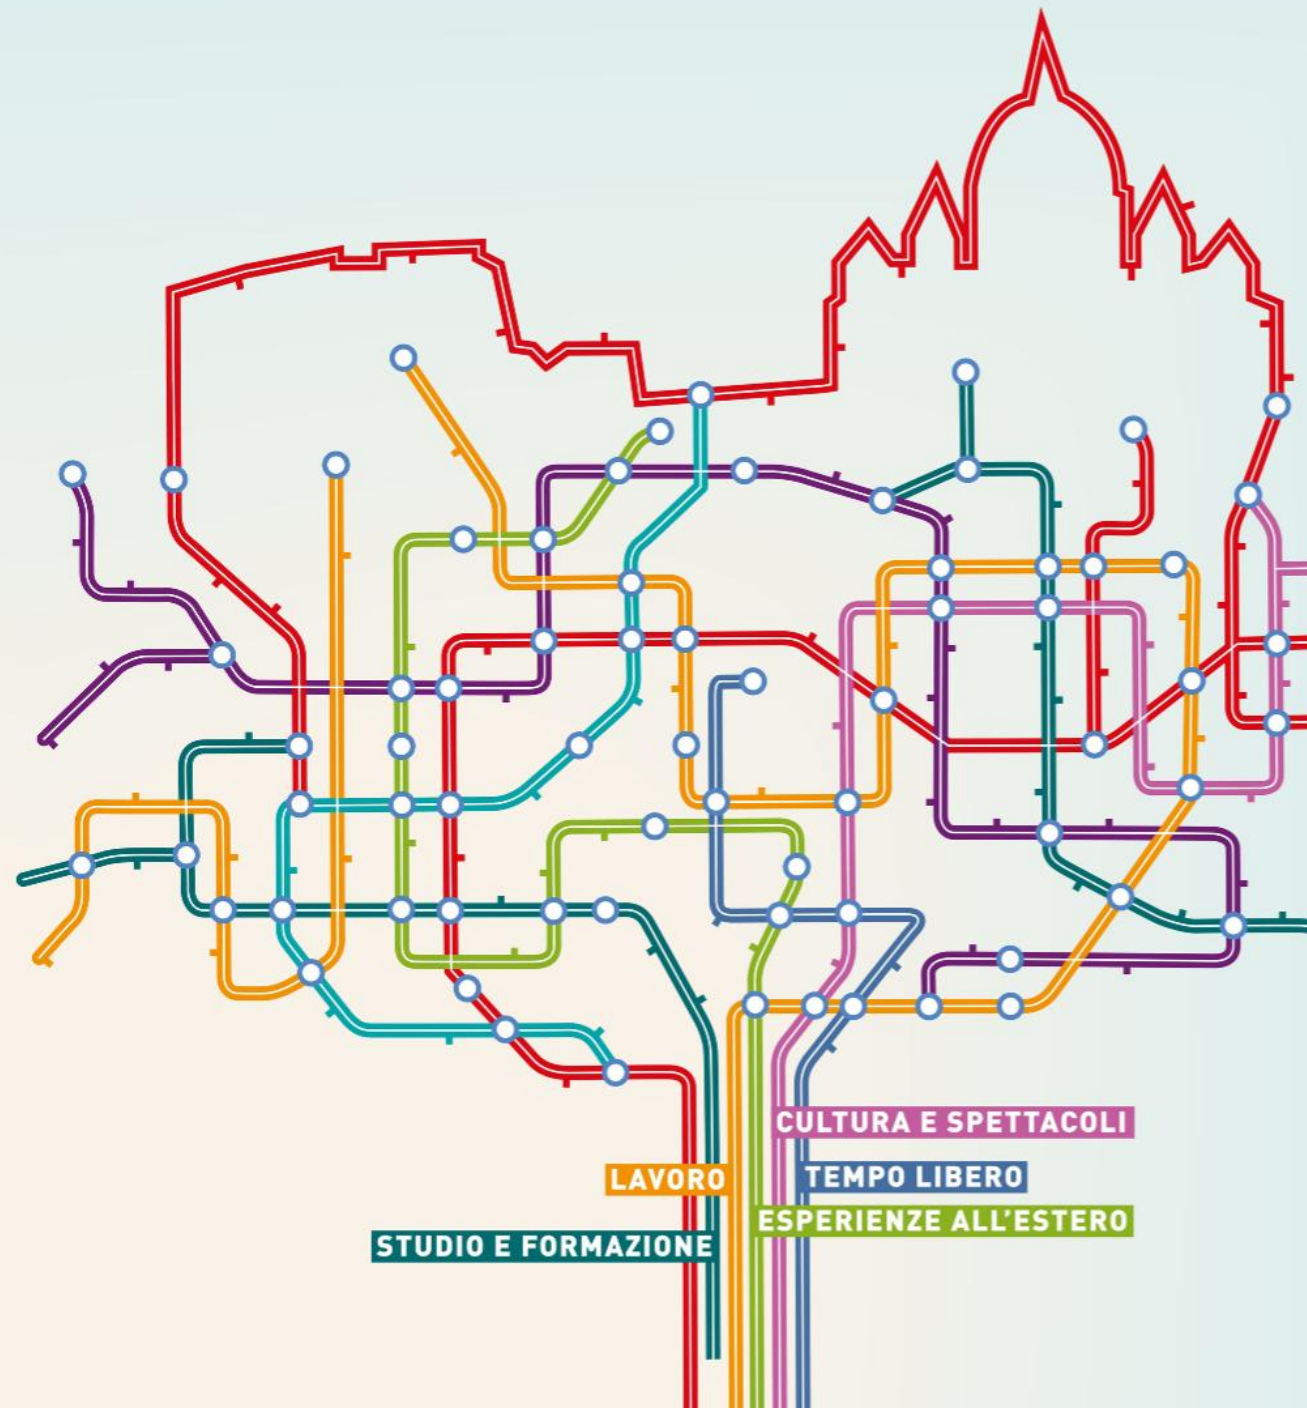 CULTURA E SPETTACOLI
LAVORO
TEMPO LIBERO
ESPERIENZE ALL'ESTERO
STUDIO E FORMAZIONE